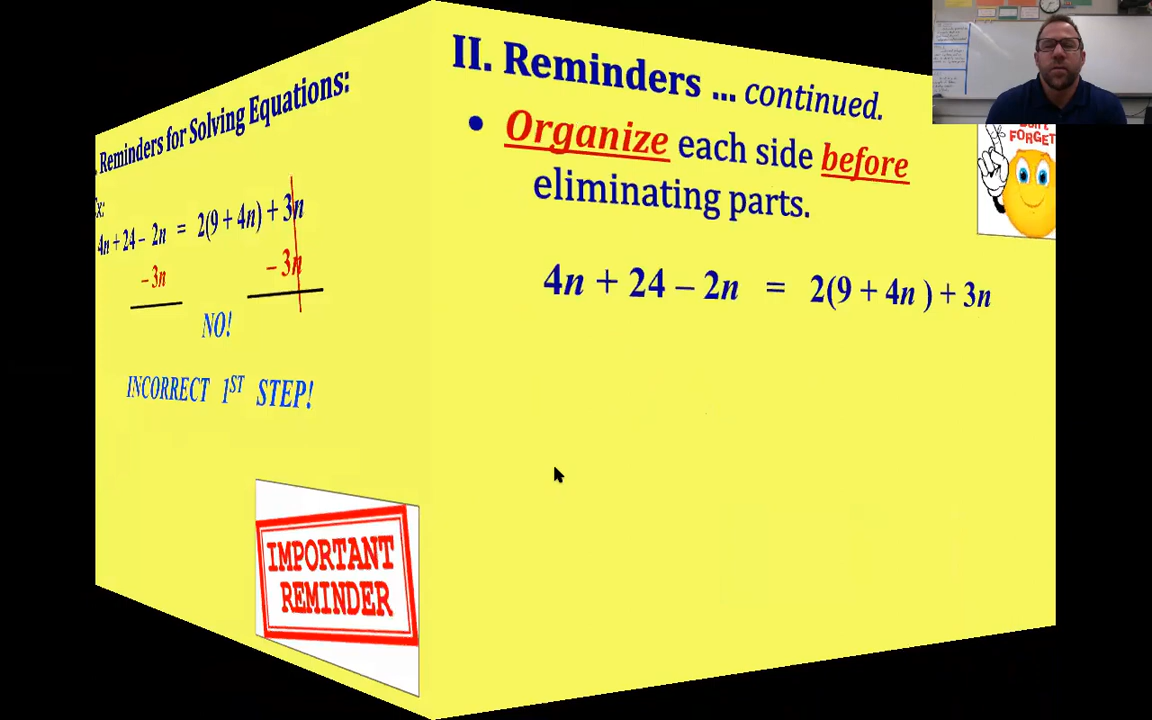 Reminders for Solving Equations:
x:
4n + 24 – 2n = 2(9 + 4n) + 3n
– 3n – 3n
NO!
INCORRECT 1ST STEP!
IMPORTANT
REMINDER
II. Reminders ... continued.
• Organize each side before
eliminating parts.
4n + 24 – 2n = 2(9 + 4n ) + 3n
FORGET